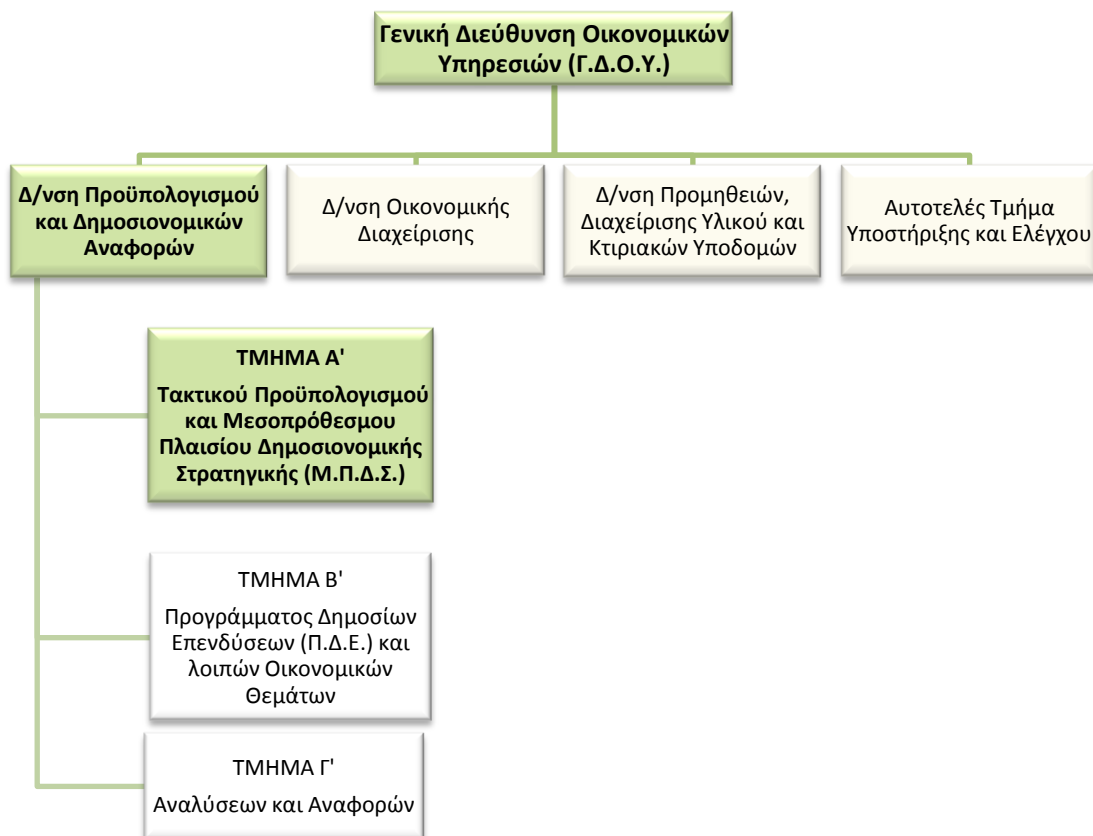 Γενική Διεύθυνση Οικονομικών
Υπηρεσιών (Γ.Δ.Ο.Υ.)
Δ/νση Προϋπολογισμού
και Δημοσιονομικών
Αναφορών
Δ/νση Οικονομικής
Διαχείρισης
Δ/νση Προμηθειών,
Διαχείρισης Υλικού και
Κτιριακών Υποδομών
Αυτοτελές Τμήμα
Υποστήριξης και Ελέγχου
ΤΜΗΜΑ Α'
Τακτικού Προϋπολογισμού
και Μεσοπρόθεσμου
Πλαισίου Δημοσιονομικής
Στρατηγικής (Μ.Π.Δ.Σ.)
ΤΜΗΜΑ Β'
Προγράμματος Δημοσίων
Επενδύσεων (Π.Δ.Ε.) και
λοιπών Οικονομικών
Θεμάτων
ΤΜΗΜΑ Γ'
Αναλύσεων και Αναφορών